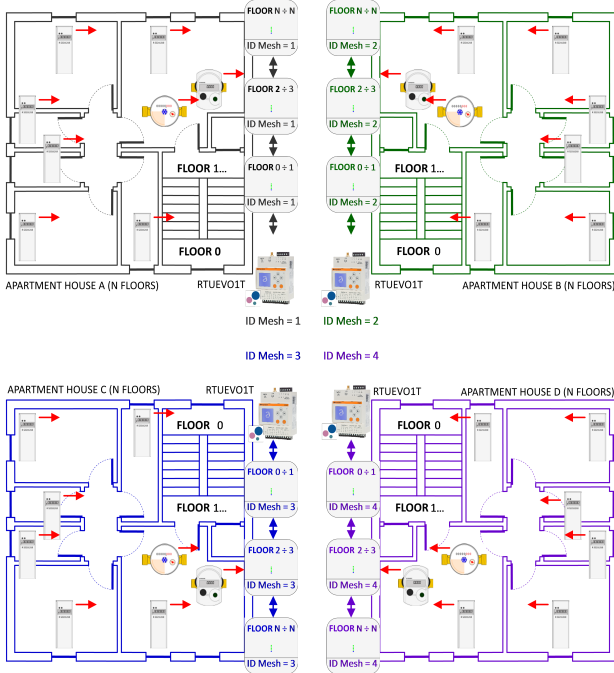 FLOOR N ÷ N
ID Mesh = 1
FLOOR 2 ÷ 3
ID Mesh = 1
FLOOR 0 ÷ 1
ID Mesh = 1
FLOOR 1...
FLOOR 0
APARTMENT HOUSE A (N FLOORS)
RTUEVO1T
ID Mesh = 1
FLOOR N ÷ N
ID Mesh = 2
FLOOR 2 ÷ 3
ID Mesh = 2
FLOOR 0 ÷ 1
ID Mesh = 2
FLOOR 1...
FLOOR 0
RTUEVO1T
APARTMENT HOUSE B (N FLOORS)
ID Mesh = 2
ID Mesh = 3
ID Mesh = 4
APARTMENT HOUSE C (N FLOORS)
RTUEVO1T
FLOOR 0
FLOOR 0 ÷ 1
ID Mesh = 3
FLOOR 1...
FLOOR 2 ÷ 3
ID Mesh = 3
FLOOR N ÷ N
ID Mesh = 3
RTUEVO1T
APARTMENT HOUSE D (N FLOORS)
FLOOR 0
FLOOR 0 ÷ 1
ID Mesh = 4
FLOOR 1...
FLOOR 2 ÷ 3
ID Mesh = 4
FLOOR N ÷ N
ID Mesh = 4